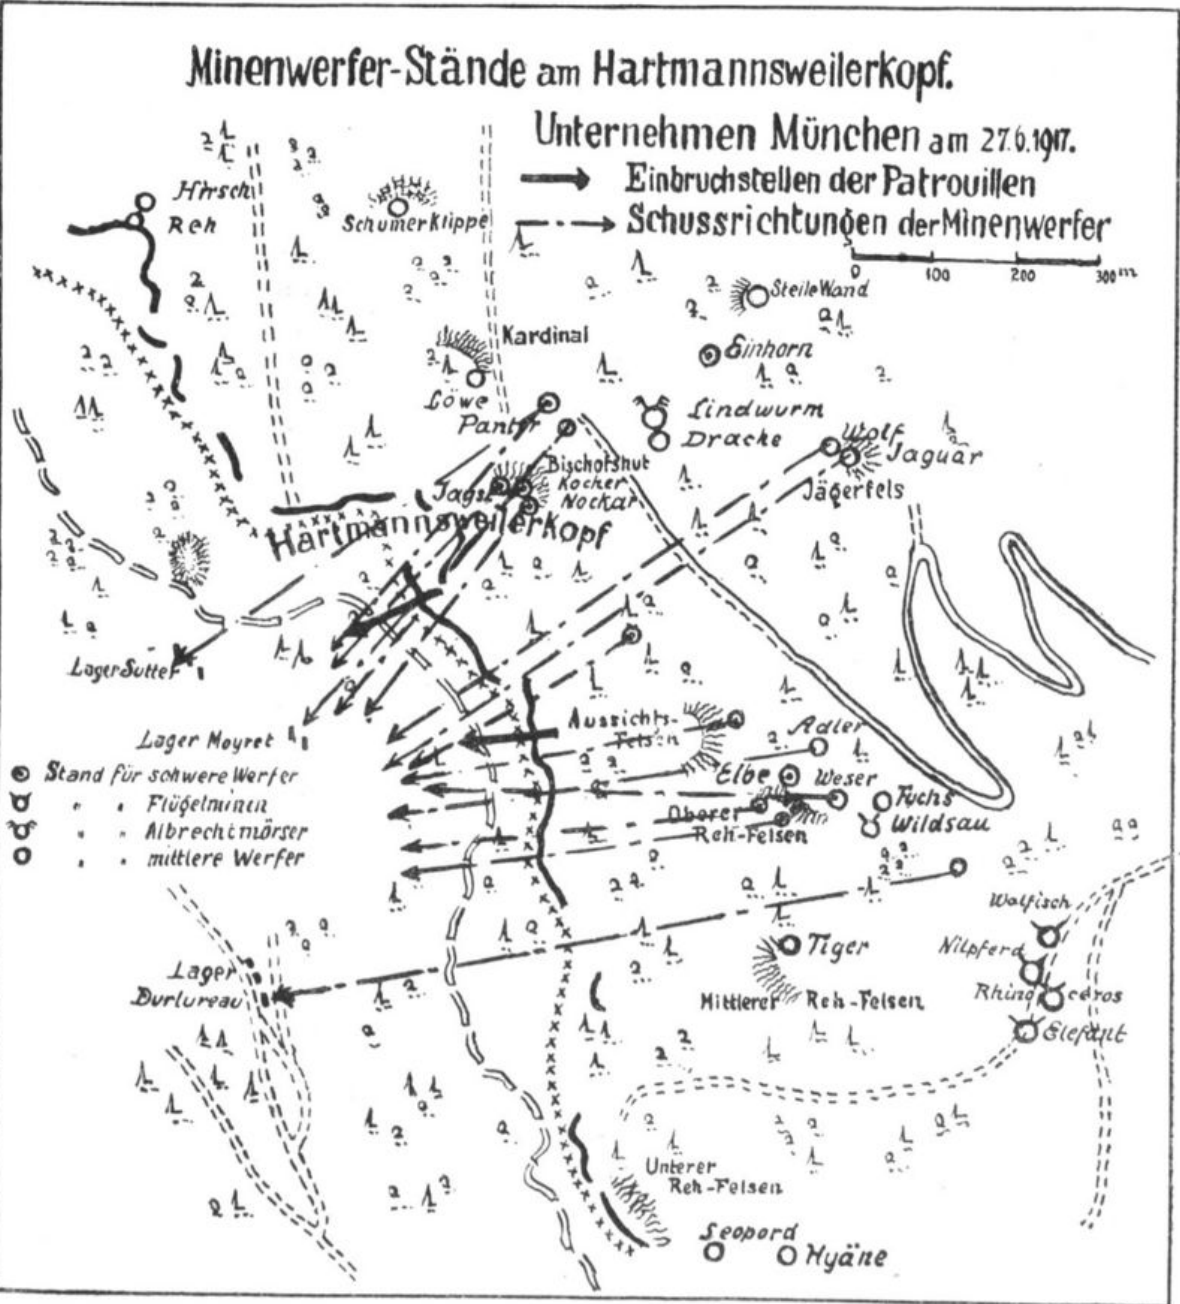 Minenwerfer-Stände am Hartmannsweilerkopf.
Unternehmen München am 27.6.1917.
Einbruchstellen der Patrouillen
Schussrichtungen der Minenwerfer
0 100 200 300 m
Hirsch
Reh
Schumerklippe
Steile Wand
Kardinal
Einhorn
Löwe
Lindwurm
Panter
Dracke
Wolf
Jaguar
Bischofshut
Jagst
Kocher
Nockar
Jägerfels
Hartmannsweilerkopf
Lager Sutter
Aussichts-
Felsen
Lager Moyret
Adler
Elbe
Weser
Fuchs
Wildsau
Oberer
Reh-Felsen
Stand für schwere Werfer
" " Flügelminen
" " Albrechtmörser
" " mittlere Werfer
Walfisch
Nilpferd
Tiger
Lager
Durlureau
Mittlerer Reh-Felsen
Rhinoceros
Elefant
Unterer
Reh-Felsen
Seopord
Hyäne